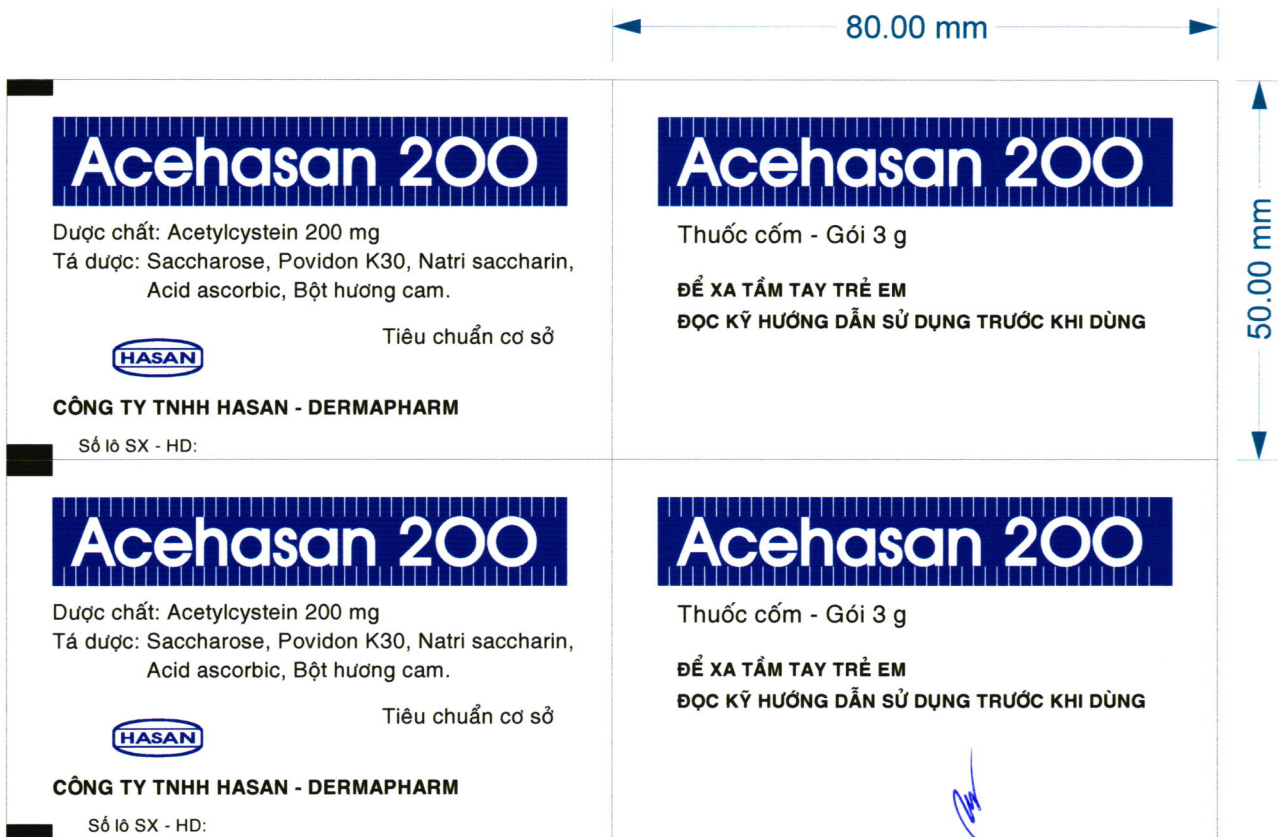 80.00 mm
50.00 mm
Acehasan 200
Dược chất: Acetylcystein 200 mg
Tá dược: Saccharose, Povidon K30, Natri saccharin,
Acid ascorbic, Bột hương cam.
Tiêu chuẩn cơ sở
HASAN
CÔNG TY TNHH HASAN - DERMAPHARM
Số lô SX - HD:
Acehasan 200
Thuốc cốm - Gói 3 g
ĐỂ XA TẦM TAY TRẺ EM
ĐỌC KỸ HƯỚNG DẪN SỬ DỤNG TRƯỚC KHI DÙNG
Acehasan 200
Dược chất: Acetylcystein 200 mg
Tá dược: Saccharose, Povidon K30, Natri saccharin,
Acid ascorbic, Bột hương cam.
Tiêu chuẩn cơ sở
HASAN
CÔNG TY TNHH HASAN - DERMAPHARM
Số lô SX - HD:
Acehasan 200
Thuốc cốm - Gói 3 g
ĐỂ XA TẦM TAY TRẺ EM
ĐỌC KỸ HƯỚNG DẪN SỬ DỤNG TRƯỚC KHI DÙNG